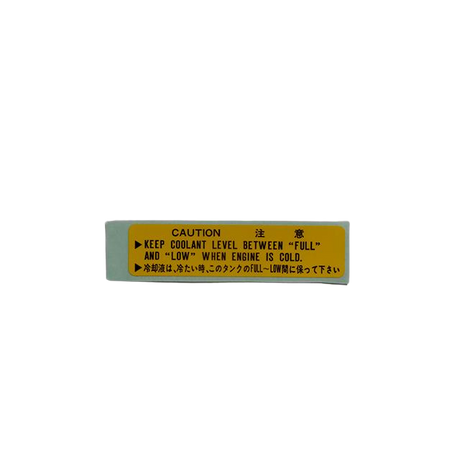 CAUTION 注意
▶KEEP COOLANT LEVEL BETWEEN "FULL"
AND "LOW" WHEN ENGINE IS COLD.
▶冷却液は、冷たい時、このタンクのFULL〜LOW間に保って下さい